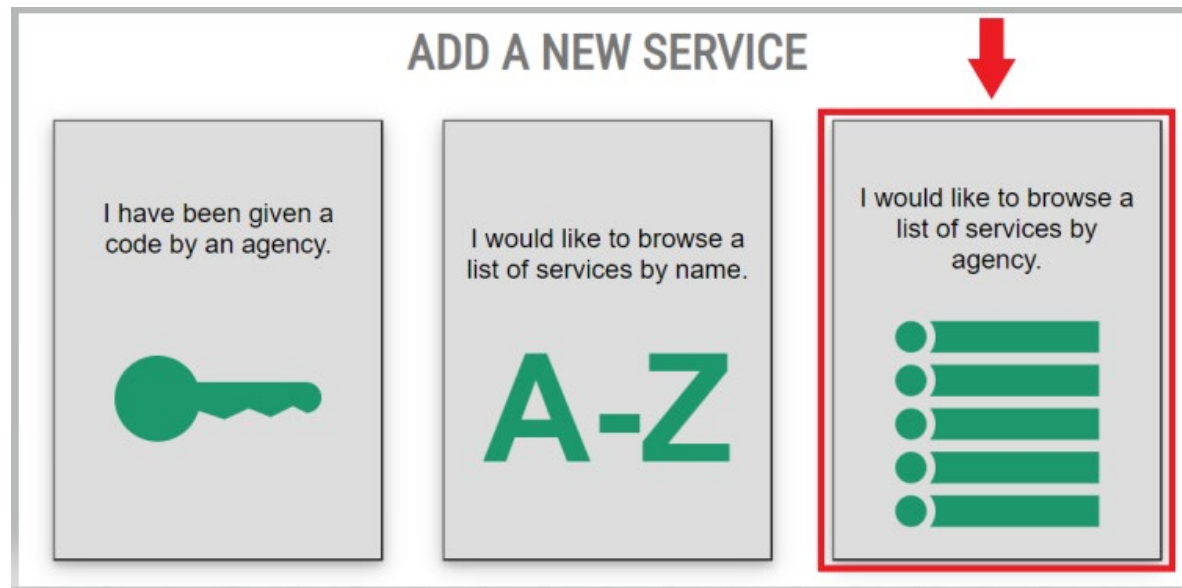 ADD A NEW SERVICE
I have been given a
code by an agency.
I would like to browse a
list of services by name.
A-Z
I would like to browse a
list of services by
agency.